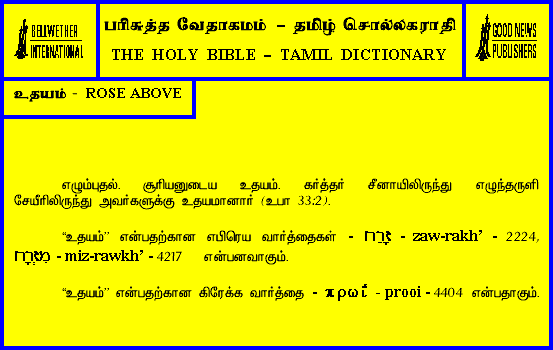 BELLWETHER
INTERNATIONAL
பரிசுத்த வேதாகமம் – தமிழ் சொல்லகராதி
THE HOLY BIBLE – TAMIL DICTIONARY
GOOD NEWS
PUBLISHERS
உதயம் - ROSE ABOVE
எழும்புதல். சூரியனுடைய உதயம். கர்த்தர் சீனாயிலிருந்து எழுந்தருளி
சேயீரிலிருந்து அவர்களுக்கு உதயமானார் (உபா 33:2).
“உதயம்” என்பதற்கான எபிரெய வார்த்தைகள் - זָרַח - zaw-rakh’ - 2224,
מִזְרָח - miz-rawkh’ - 4217 என்பனவாகும்.
“உதயம்” என்பதற்கான கிரேக்க வார்த்தை - πρωΐ - prooi - 4404 என்பதாகும்.